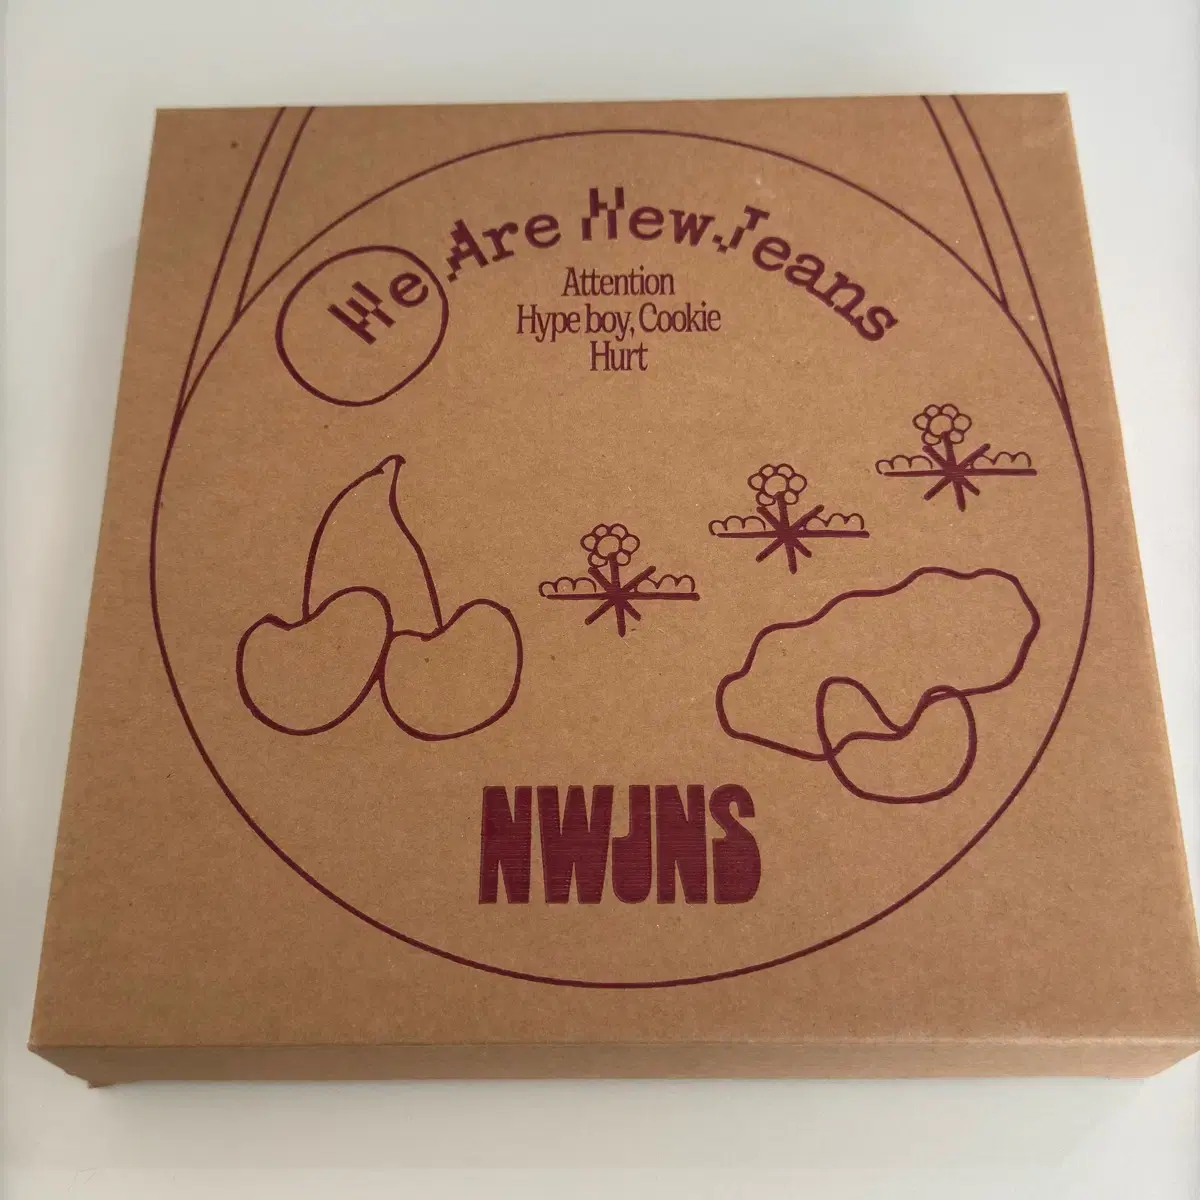 We Are NewJeans
Attention
Hype boy, Cookie
Hurt
NWJNS